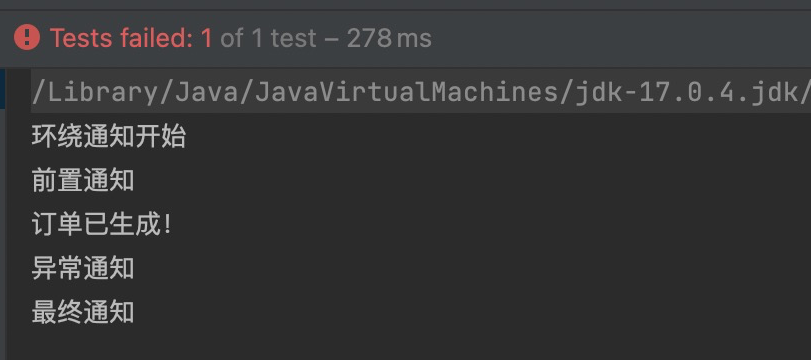 Tests failed: 1 of 1 test – 278 ms
/Library/Java/JavaVirtualMachines/jdk-17.0.4.jdk/
环绕通知开始
前置通知
订单已生成!
异常通知
最终通知